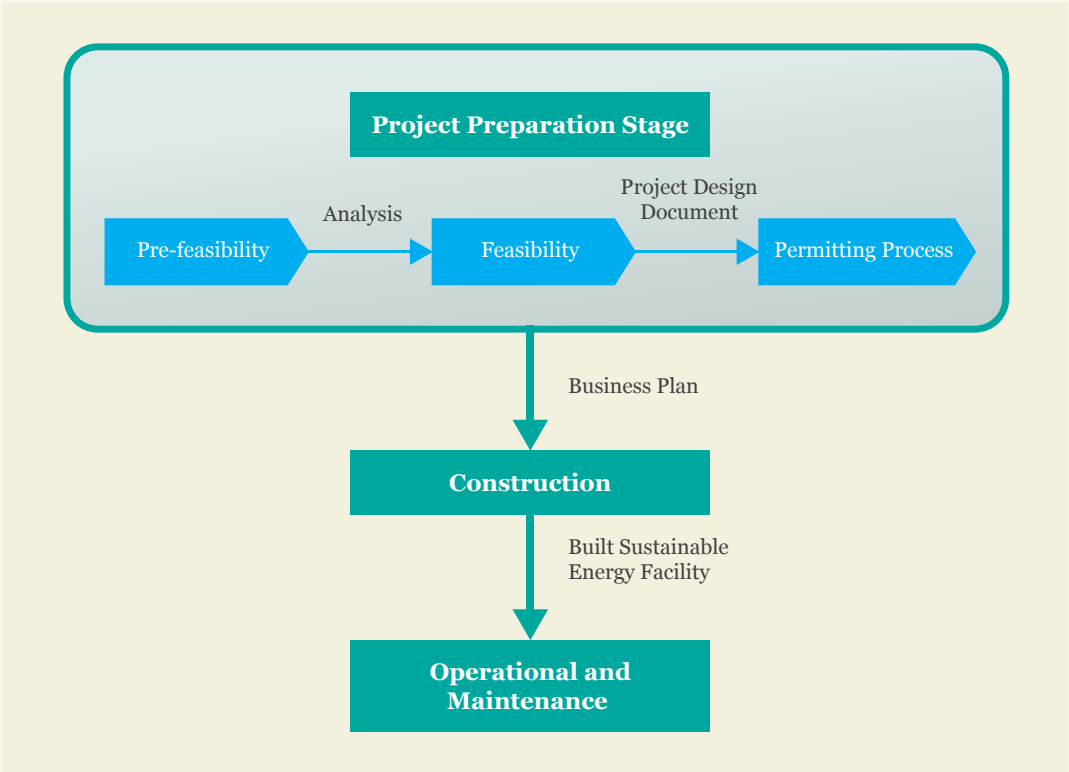 Project Preparation Stage
Analysis
Project Design
Document
Pre-feasibility
Feasibility
Permitting Process
Business Plan
Construction
Built Sustainable
Energy Facility
Operational and
Maintenance